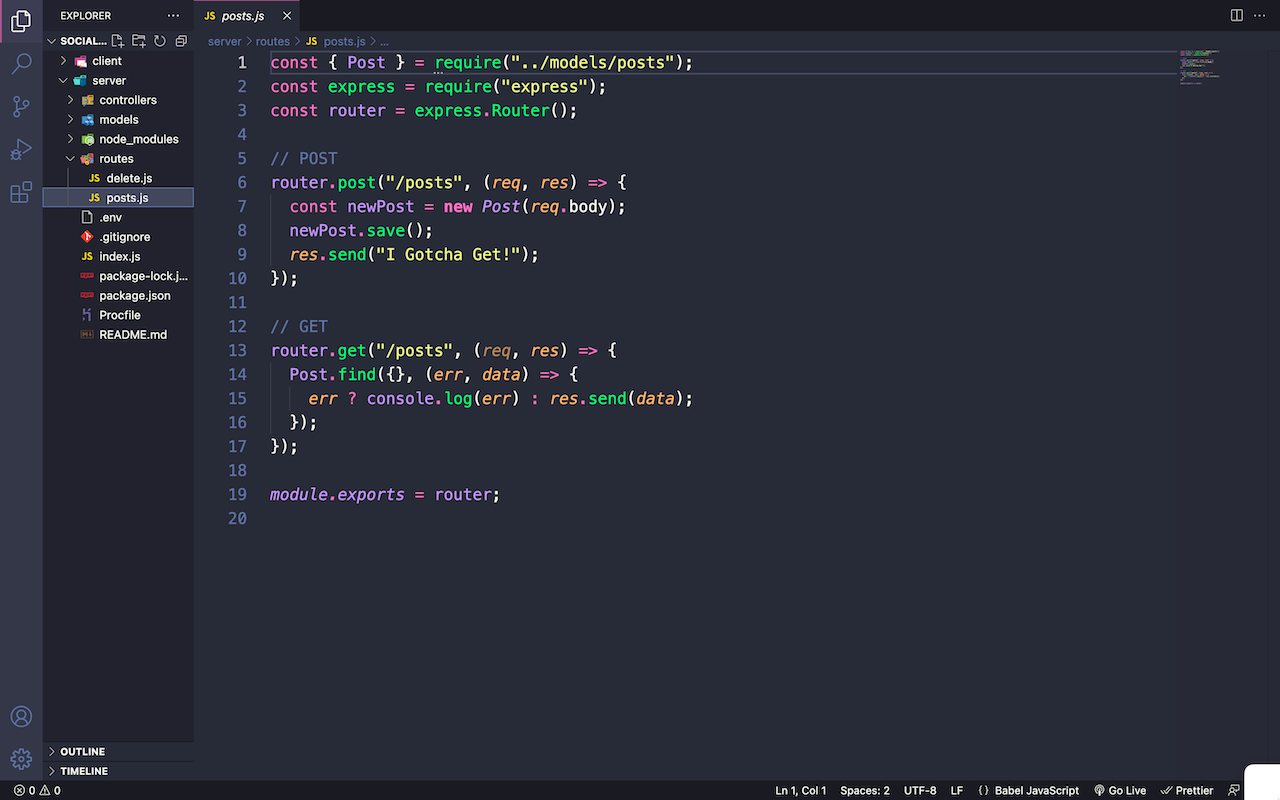 EXPLORER ...
JS posts.js
SOCIAL...
server > routes > JS posts.js > ...
client
server
controllers
models
node_modules
routes
JS delete.js
JS posts.js
.env
.gitignore
JS index.js
package-lock.j...
package.json
Procfile
README.md
OUTLINE
TIMELINE
1 const { Post } = require("../models/posts");
2 const express = require("express");
3 const router = express.Router();
4
5 // POST
6 router.post("/posts", (req, res) => {
7 const newPost = new Post(req.body);
8 newPost.save();
9 res.send("I Gotcha Get!");
10 });
11
12 // GET
13 router.get("/posts", (req, res) => {
14 Post.find({}, (err, data) => {
15 err ? console.log(err) : res.send(data);
16 });
17 });
18
19 module.exports = router;
20
0 0 Ln 1, Col 1 Spaces: 2 UTF-8 LF {} Babel JavaScript Go Live Prettier